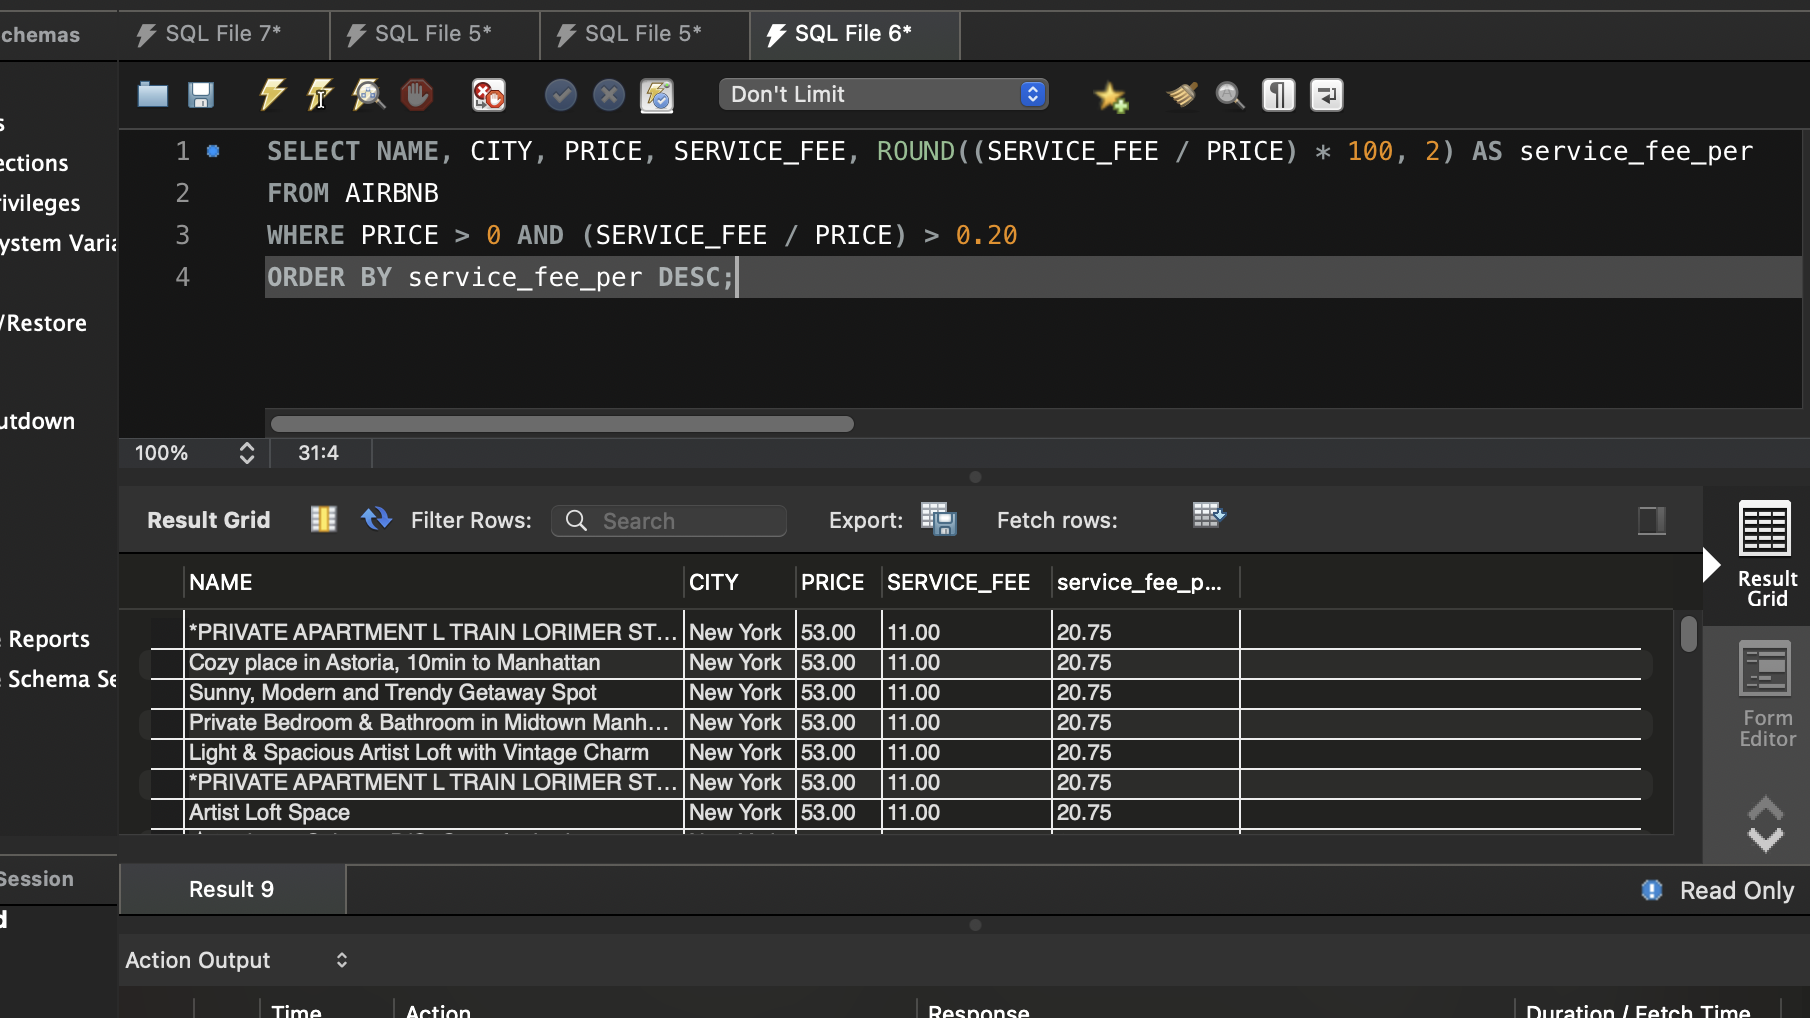 chemas
SQL File 7*
SQL File 5*
SQL File 5*
SQL File 6*
Don't Limit
s
ections
rivileges
ystem Varia
/Restore
utdown
e Reports
e Schema Se
1 SELECT NAME, CITY, PRICE, SERVICE_FEE, ROUND((SERVICE_FEE / PRICE) * 100, 2) AS service_fee_per
2 FROM AIRBNB
3 WHERE PRICE > 0 AND (SERVICE_FEE / PRICE) > 0.20
4 ORDER BY service_fee_per DESC;
100% 31:4
Result Grid Filter Rows: Search Export: Fetch rows:
NAME CITY PRICE SERVICE_FEE service_fee_p...
*PRIVATE APARTMENT L TRAIN LORIMER ST... New York 53.00 11.00 20.75
Cozy place in Astoria, 10min to Manhattan New York 53.00 11.00 20.75
Sunny, Modern and Trendy Getaway Spot New York 53.00 11.00 20.75
Private Bedroom & Bathroom in Midtown Manh... New York 53.00 11.00 20.75
Light & Spacious Artist Loft with Vintage Charm New York 53.00 11.00 20.75
*PRIVATE APARTMENT L TRAIN LORIMER ST... New York 53.00 11.00 20.75
Artist Loft Space New York 53.00 11.00 20.75
Result
Grid
Form
Editor
Session
d
Result 9
Read Only
Action Output
Time Action Response Duration / Fetch Time